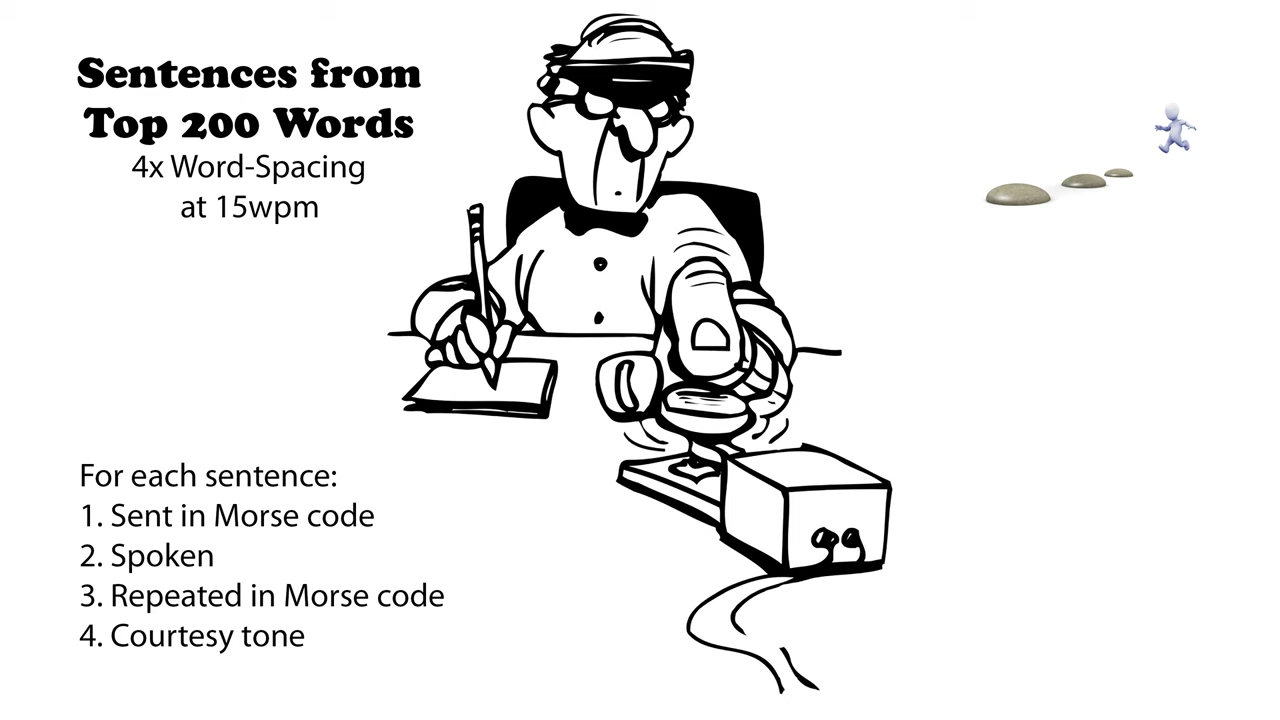 Sentences from
Top 200 Words
4x Word-Spacing
at 15wpm
For each sentence:
1. Sent in Morse code
2. Spoken
3. Repeated in Morse code
4. Courtesy tone